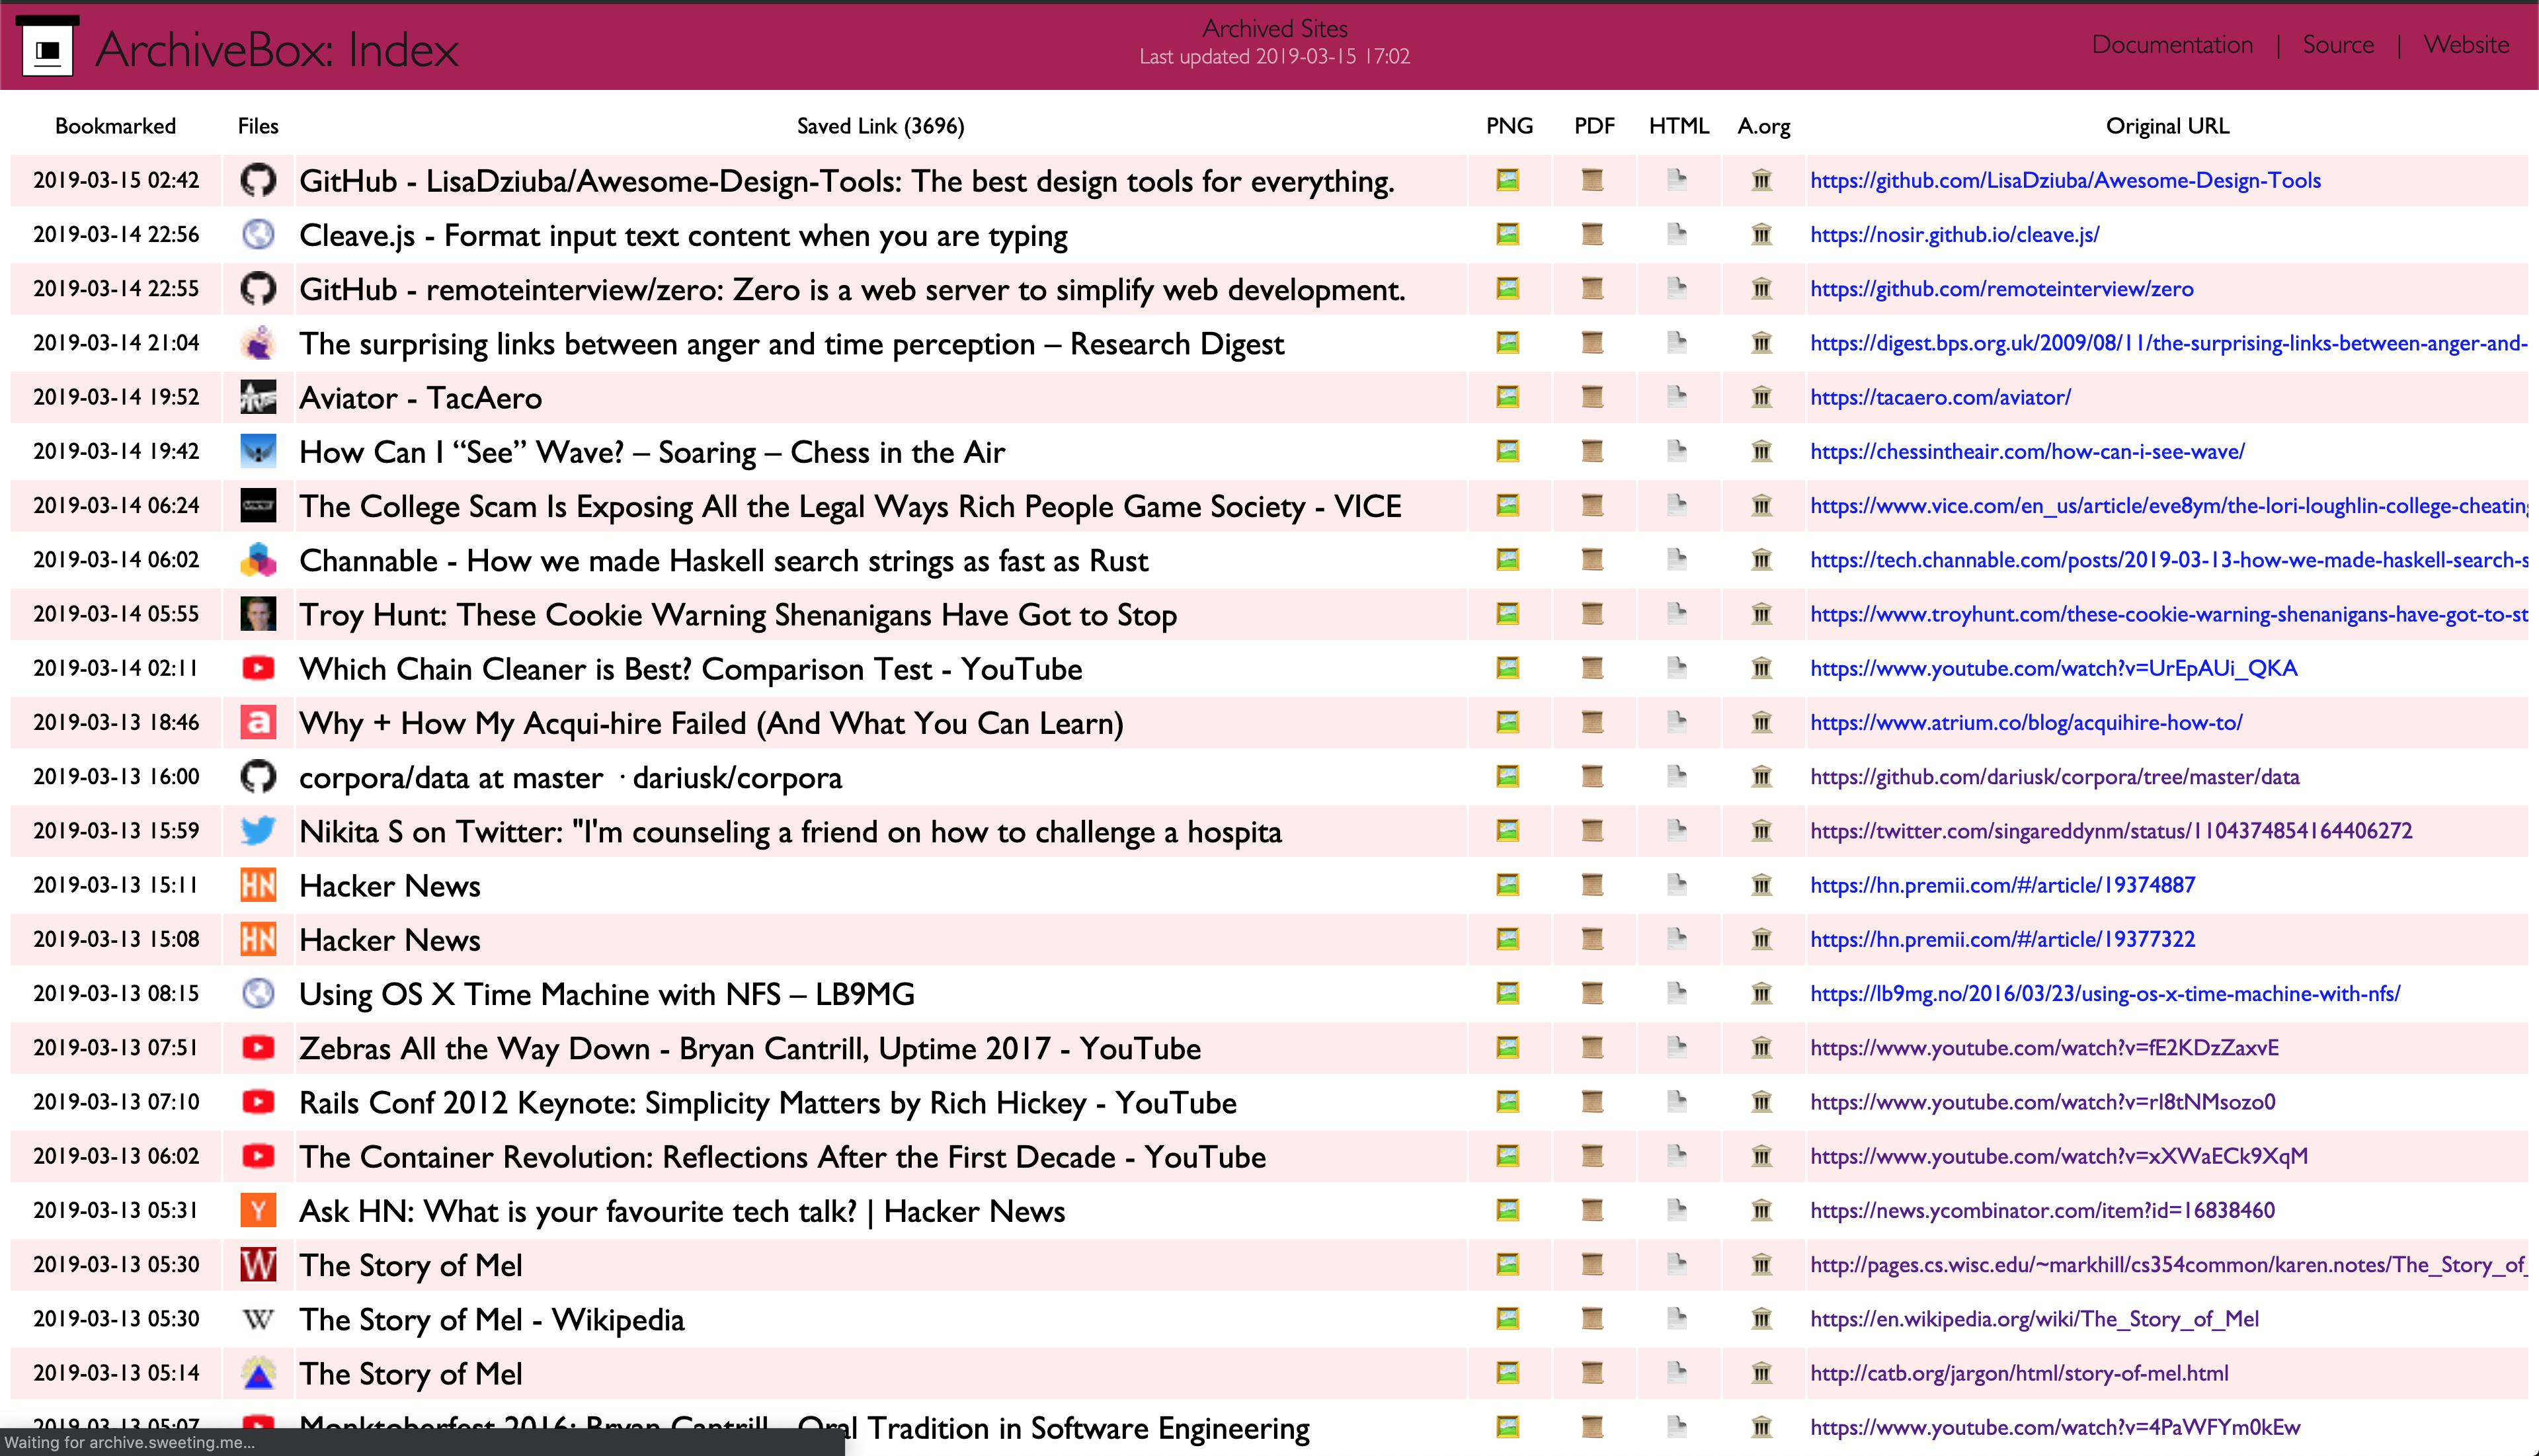 ArchiveBox: Index
Archived Sites
Last updated 2019-03-15 17:02
Documentation | Source | Website
Bookmarked Files Saved Link (3696) PNG PDF HTML A.org Original URL
2019-03-15 02:42 GitHub - LisaDziuba/Awesome-Design-Tools: The best design tools for everything. https://github.com/LisaDziuba/Awesome-Design-Tools
2019-03-14 22:56 Cleave.js - Format input text content when you are typing https://nosir.github.io/cleave.js/
2019-03-14 22:55 GitHub - remoteinterview/zero: Zero is a web server to simplify web development. https://github.com/remoteinterview/zero
2019-03-14 21:04 The surprising links between anger and time perception – Research Digest https://digest.bps.org.uk/2009/08/11/the-surprising-links-between-anger-and-
2019-03-14 19:52 Aviator - TacAero https://tacaero.com/aviator/
2019-03-14 19:42 How Can I “See” Wave? – Soaring – Chess in the Air https://chessintheair.com/how-can-i-see-wave/
2019-03-14 06:24 The College Scam Is Exposing All the Legal Ways Rich People Game Society - VICE https://www.vice.com/en_us/article/eve8ym/the-lori-loughlin-college-cheating
2019-03-14 06:02 Channable - How we made Haskell search strings as fast as Rust https://tech.channable.com/posts/2019-03-13-how-we-made-haskell-search-s
2019-03-14 05:55 Troy Hunt: These Cookie Warning Shenanigans Have Got to Stop https://www.troyhunt.com/these-cookie-warning-shenanigans-have-got-to-st
2019-03-14 02:11 Which Chain Cleaner is Best? Comparison Test - YouTube https://www.youtube.com/watch?v=UrEpAUi_QKA
2019-03-13 18:46 a Why + How My Acqui-hire Failed (And What You Can Learn) https://www.atrium.co/blog/acquihire-how-to/
2019-03-13 16:00 corpora/data at master · dariusk/corpora https://github.com/dariusk/corpora/tree/master/data
2019-03-13 15:59 Nikita S on Twitter: "I'm counseling a friend on how to challenge a hospita https://twitter.com/singareddynm/status/1104374854164406272
2019-03-13 15:11 HN Hacker News https://hn.premii.com/#/article/19374887
2019-03-13 15:08 HN Hacker News https://hn.premii.com/#/article/19377322
2019-03-13 08:15 Using OS X Time Machine with NFS – LB9MG https://lb9mg.no/2016/03/23/using-os-x-time-machine-with-nfs/
2019-03-13 07:51 Zebras All the Way Down - Bryan Cantrill, Uptime 2017 - YouTube https://www.youtube.com/watch?v=fE2KDzZaxvE
2019-03-13 07:10 Rails Conf 2012 Keynote: Simplicity Matters by Rich Hickey - YouTube https://www.youtube.com/watch?v=rI8tNMsozo0
2019-03-13 06:02 The Container Revolution: Reflections After the First Decade - YouTube https://www.youtube.com/watch?v=xXWaECk9XqM
2019-03-13 05:31 Y Ask HN: What is your favourite tech talk? | Hacker News https://news.ycombinator.com/item?id=16838460
2019-03-13 05:30 W The Story of Mel http://pages.cs.wisc.edu/~markhill/cs354common/karen.notes/The_Story_of_
2019-03-13 05:30 W The Story of Mel - Wikipedia https://en.wikipedia.org/wiki/The_Story_of_Mel
2019-03-13 05:14 The Story of Mel http://catb.org/jargon/html/story-of-mel.html
2019-03-13 05:07 Monktoberfest 2016: Bryan Cantrill - Oral Tradition in Software Engineering https://www.youtube.com/watch?v=4PaWFYm0kEw
Waiting for archive.sweeting.me...